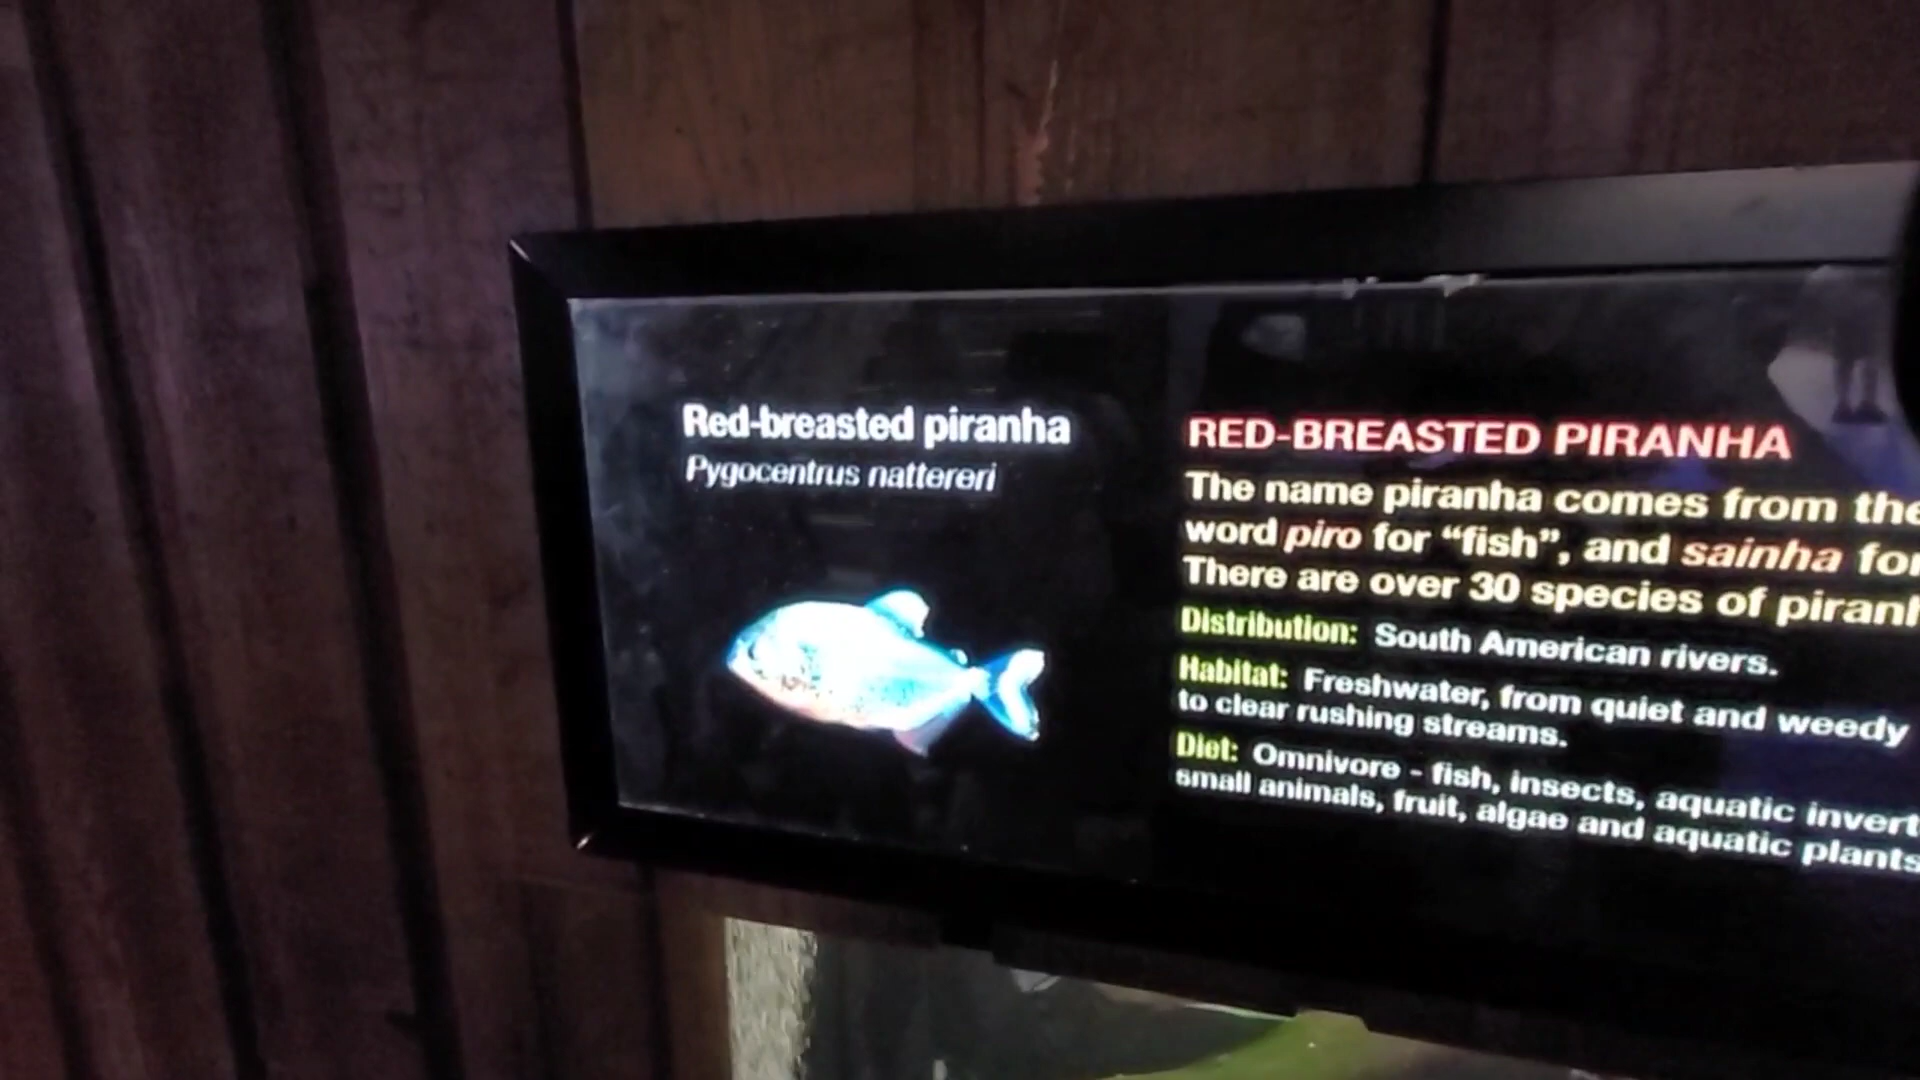 Red-breasted piranha
Pygocentrus nattereri
RED-BREASTED PIRANHA
The name piranha comes from the
word piro for “fish”, and sainha for
There are over 30 species of
Distribution: South American rivers.
Habitat: Freshwater, from quiet and weedy
to clear rushing streams.
Diet: Omnivore - fish, insects, aquatic
small animals, fruit, algae and aquatic plants